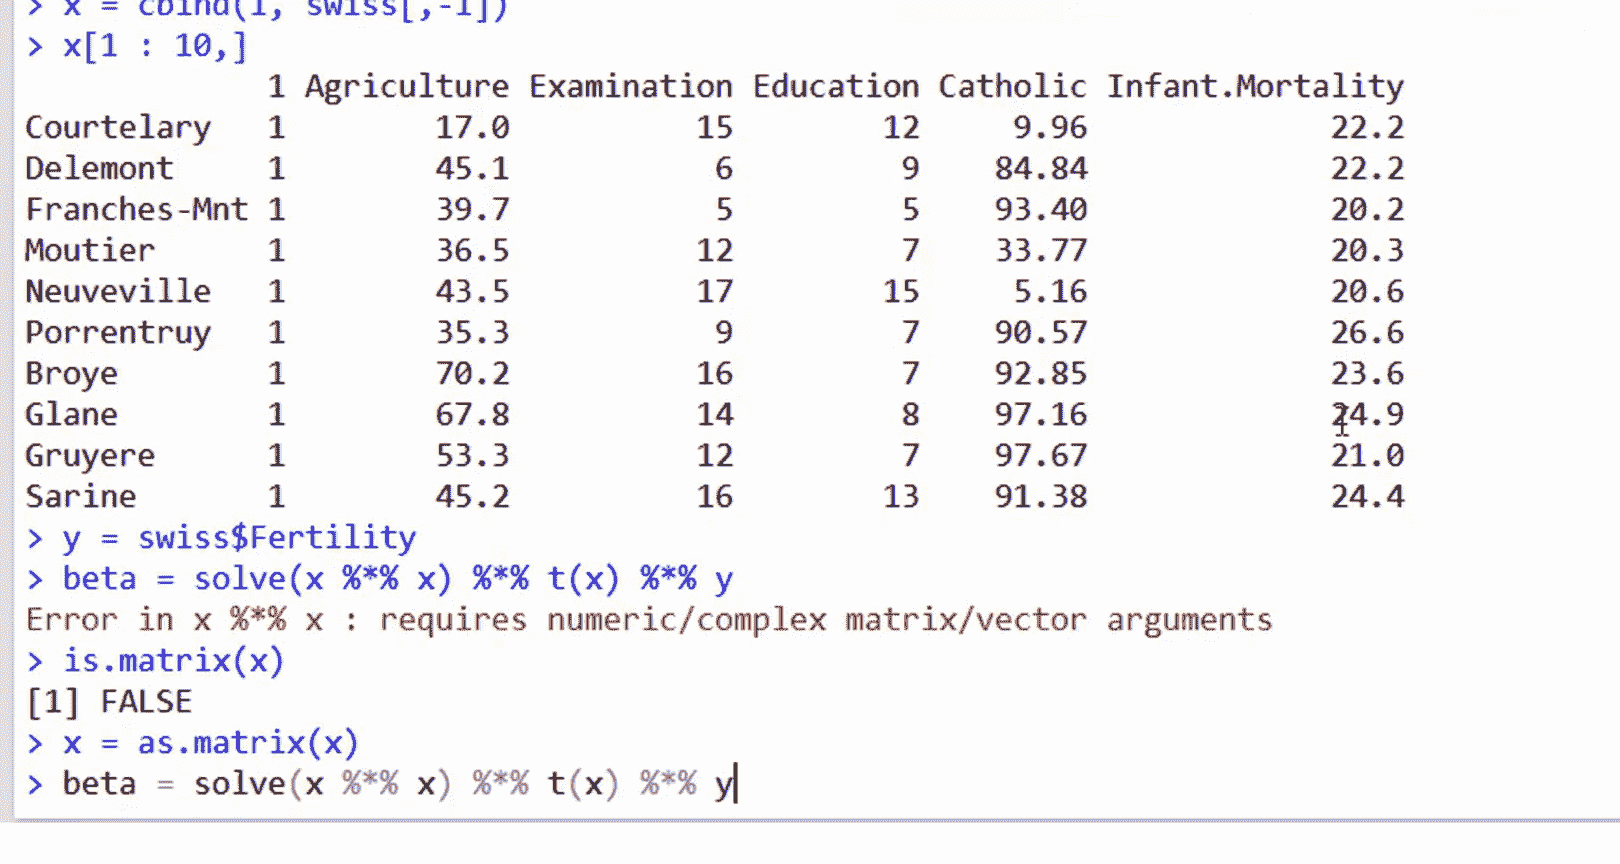 > x = cbind(1, swiss[,-1])
> x[1 : 10,]
1 Agriculture Examination Education Catholic Infant.Mortality
Courtelary 1 17.0 15 12 9.96 22.2
Delemont 1 45.1 6 9 84.84 22.2
Franches-Mnt 1 39.7 5 5 93.40 20.2
Moutier 1 36.5 12 7 33.77 20.3
Neuveville 1 43.5 17 15 5.16 20.6
Porrentruy 1 35.3 9 7 90.57 26.6
Broye 1 70.2 16 7 92.85 23.6
Glane 1 67.8 14 8 97.16 24.9
Gruyere 1 53.3 12 7 97.67 21.0
Sarine 1 45.2 16 13 91.38 24.4
> y = swiss$Fertility
> beta = solve(x %*% x) %*% t(x) %*% y
Error in x %*% x : requires numeric/complex matrix/vector arguments
> is.matrix(x)
[1] FALSE
> x = as.matrix(x)
> beta = solve(x %*% x) %*% t(x) %*% y